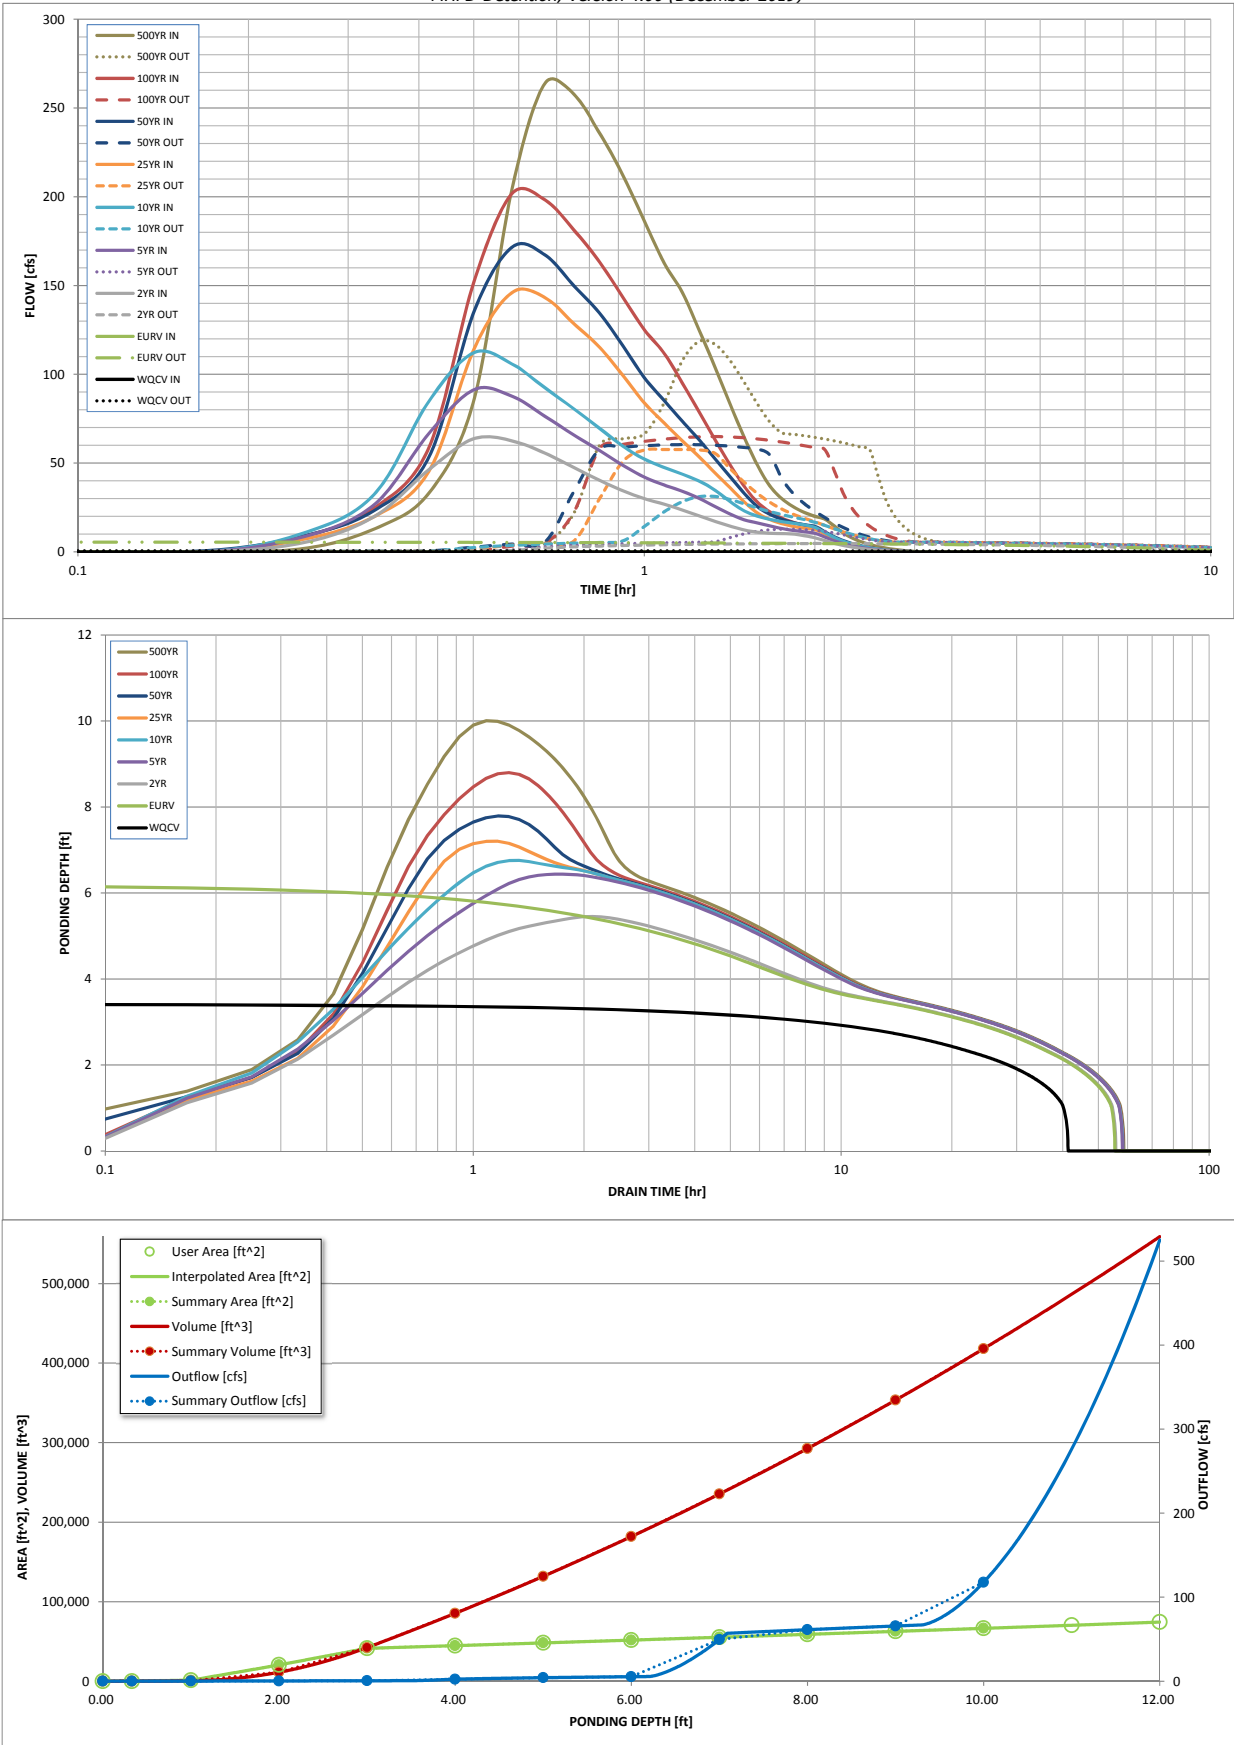 MHFD-Detention, Version 4.00 (December 2019)
300
250
200
150
100
50
0
FLOW [cfs]
500YR IN
500YR OUT
100YR IN
100YR OUT
50YR IN
50YR OUT
25YR IN
25YR OUT
10YR IN
10YR OUT
5YR IN
5YR OUT
2YR IN
2YR OUT
EURV IN
EURV OUT
WQCV IN
WQCV OUT
0.1
1
10
TIME [hr]
12
10
8
6
4
2
0
PONDING DEPTH [ft]
500YR
100YR
50YR
25YR
10YR
5YR
2YR
EURV
WQCV
0.1
1
10
100
DRAIN TIME [hr]
User Area [ft^2]
Interpolated Area [ft^2]
Summary Area [ft^2]
Volume [ft^3]
Summary Volume [ft^3]
Outflow [cfs]
Summary Outflow [cfs]
500,000
400,000
300,000
200,000
100,000
0
AREA [ft^2], VOLUME [ft^3]
500
400
300
200
100
0
OUTFLOW [cfs]
0.00
2.00
4.00
6.00
8.00
10.00
12.00
PONDING DEPTH [ft]